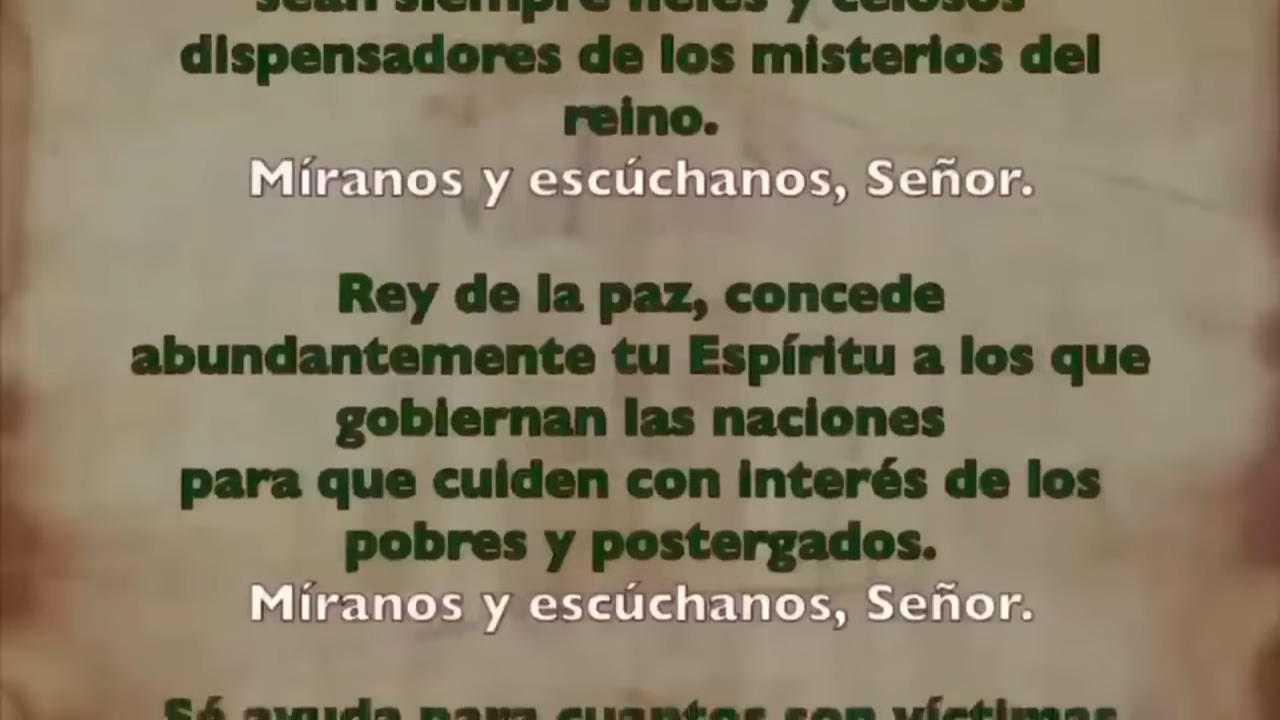 sean siempre fieles y celosos
dispensadores de los misterios del
reino.
Míranos y escúchanos, Señor.
Rey de la paz, concede
abundantemente tu Espíritu a los que
gobiernan las naciones
para que cuiden con interés de los
pobres y postergados.
Míranos y escúchanos, Señor.
Sé ayuda para cuantos son víctimas